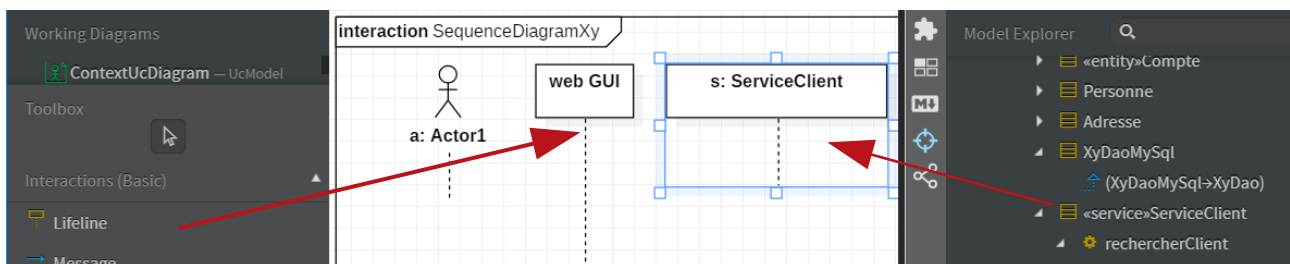 Working Diagrams
ContextUcDiagram — UcModel
Toolbox
Interactions (Basic)
Lifeline
Message
interaction SequenceDiagramXy
a: Actor1
web GUI
s: ServiceClient
M
Model Explorer
«entity»Compte
Personne
Adresse
XyDaoMySql
(XyDaoMySql→XyDao)
«service»ServiceClient
rechercherClient